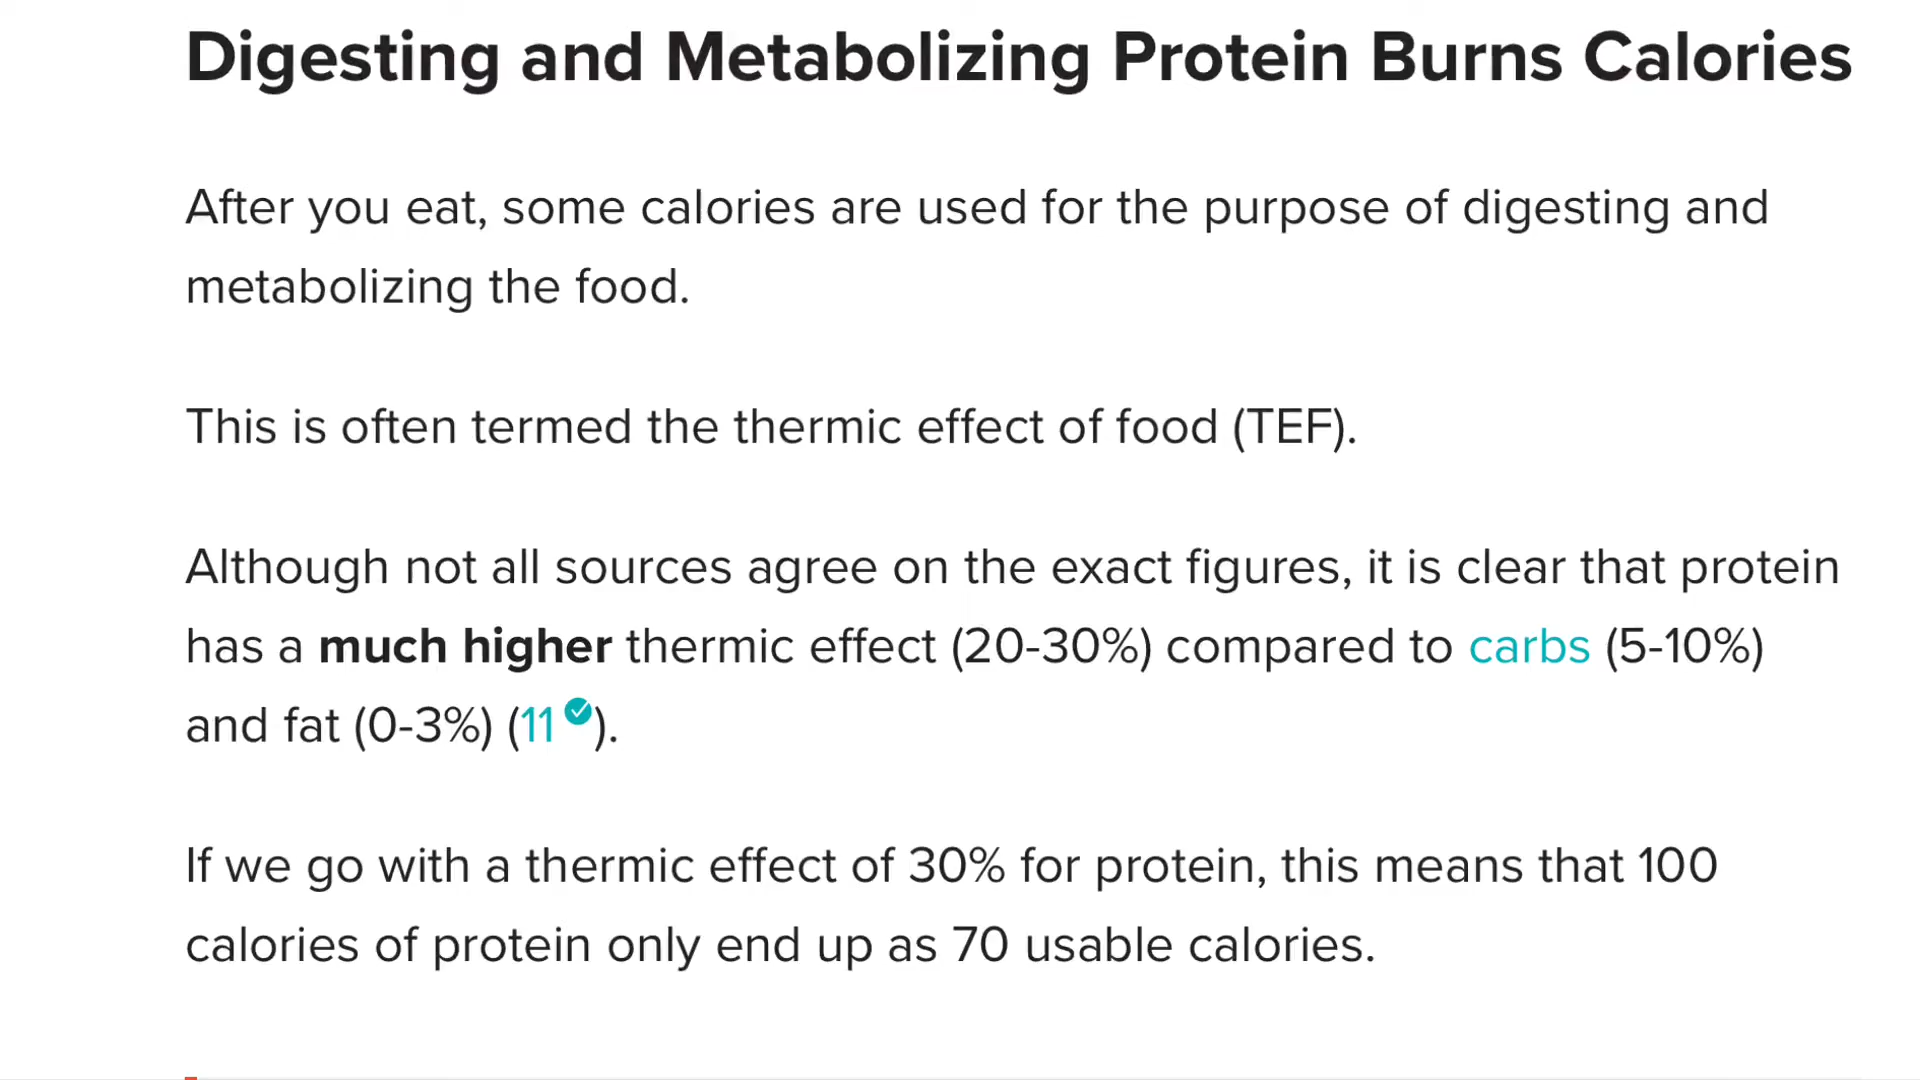 Digesting and Metabolizing Protein Burns Calories
After you eat, some calories are used for the purpose of digesting and
metabolizing the food.
This is often termed the thermic effect of food (TEF).
Although not all sources agree on the exact figures, it is clear that protein
has a much higher thermic effect (20-30%) compared to carbs (5-10%)
and fat (0-3%) (11).
If we go with a thermic effect of 30% for protein, this means that 100
calories of protein only end up as 70 usable calories.